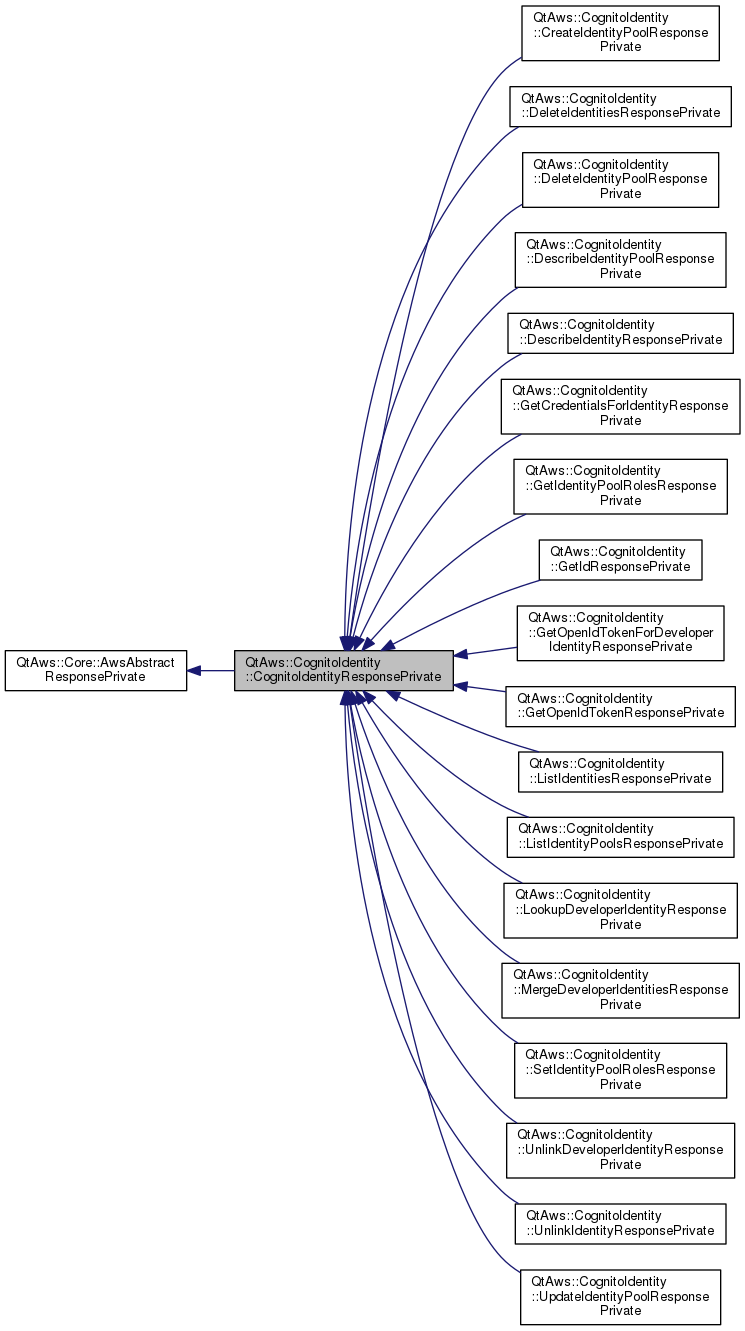 QtAws::CognitoIdentity
::CreateIdentityPoolResponse
Private
QtAws::CognitoIdentity
::DeleteIdentitiesResponsePrivate
QtAws::CognitoIdentity
::DeleteIdentityPoolResponse
Private
QtAws::CognitoIdentity
::DescribeIdentityPoolResponse
Private
QtAws::CognitoIdentity
::DescribeIdentityResponsePrivate
QtAws::CognitoIdentity
::GetCredentialsForIdentityResponse
Private
QtAws::CognitoIdentity
::GetIdentityPoolRolesResponse
Private
QtAws::CognitoIdentity
::GetIdResponsePrivate
QtAws::CognitoIdentity
::GetOpenIdTokenForDeveloper
IdentityResponsePrivate
QtAws::Core::AwsAbstract
ResponsePrivate
QtAws::CognitoIdentity
::CognitoIdentityResponsePrivate
QtAws::CognitoIdentity
::GetOpenIdTokenResponsePrivate
QtAws::CognitoIdentity
::ListIdentitiesResponsePrivate
QtAws::CognitoIdentity
::ListIdentityPoolsResponsePrivate
QtAws::CognitoIdentity
::LookupDeveloperIdentityResponse
Private
QtAws::CognitoIdentity
::MergeDeveloperIdentitiesResponse
Private
QtAws::CognitoIdentity
::SetIdentityPoolRolesResponse
Private
QtAws::CognitoIdentity
::UnlinkDeveloperIdentityResponse
Private
QtAws::CognitoIdentity
::UnlinkIdentityResponsePrivate
QtAws::CognitoIdentity
::UpdateIdentityPoolResponse
Private